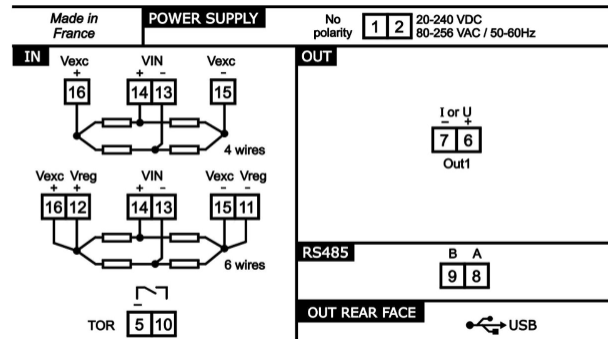 Made in
France
POWER SUPPLY
No
polarity
1 2
20-240 VDC
80-256 VAC / 50-60Hz
IN
Vexc VIN Vexc
+ + − −
16 14 13 15
4 wires
Vexc Vreg VIN Vexc Vreg
+ + + − − −
16 12 14 13 15 11
6 wires
−
TOR 5 10
OUT
I or U
− +
7 6
Out1
RS485
B A
9 8
OUT REAR FACE
USB